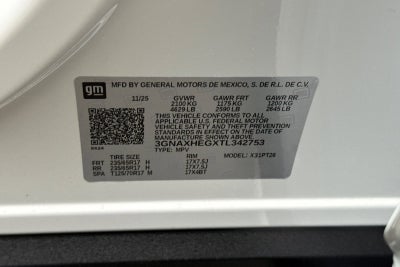 gm
MFD BY GENERAL MOTORS DE MEXICO, S. DE R.L. DE C.V.
11/25 GVWR GAWR FRT GAWR RR
2100 KG 1175 KG 1200 KG
4629 LB 2590 LB 2645 LB
THIS VEHICLE CONFORMS TO ALL
APPLICABLE U.S. FEDERAL MOTOR
VEHICLE SAFETY AND THEFT PREVENTION
STANDARDS IN EFFECT ON THE DATE OF
MANUFACTURE SHOWN ABOVE.
3GNAXHEGXTL342753
TYPE: MPV
TIRE SIZE RIM MODEL: X31PT26
FRT 235/65R17 H 17X7.5J
RR 235/65R17 H 17X7.5J
SPA T126/70R17 M 17X4BT